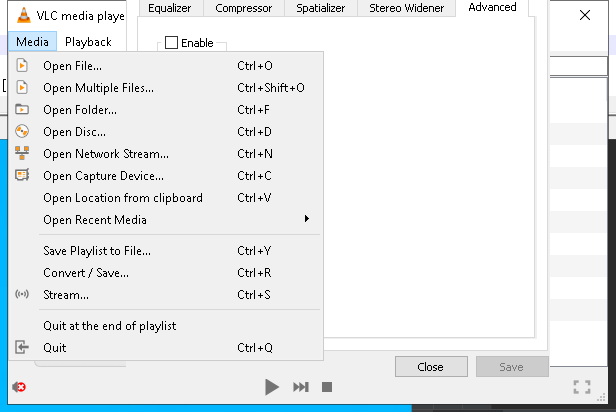 VLC media playe
Equalizer Compressor Spatializer Stereo Widener Advanced
Media Playback
Enable
Open File... Ctrl+O
Open Multiple Files... Ctrl+Shift+O
Open Folder... Ctrl+F
Open Disc... Ctrl+D
Open Network Stream... Ctrl+N
Open Capture Device... Ctrl+C
Open Location from clipboard Ctrl+V
Open Recent Media
Save Playlist to File... Ctrl+Y
Convert / Save... Ctrl+R
Stream... Ctrl+S
Quit at the end of playlist
Quit Ctrl+Q
Close Save